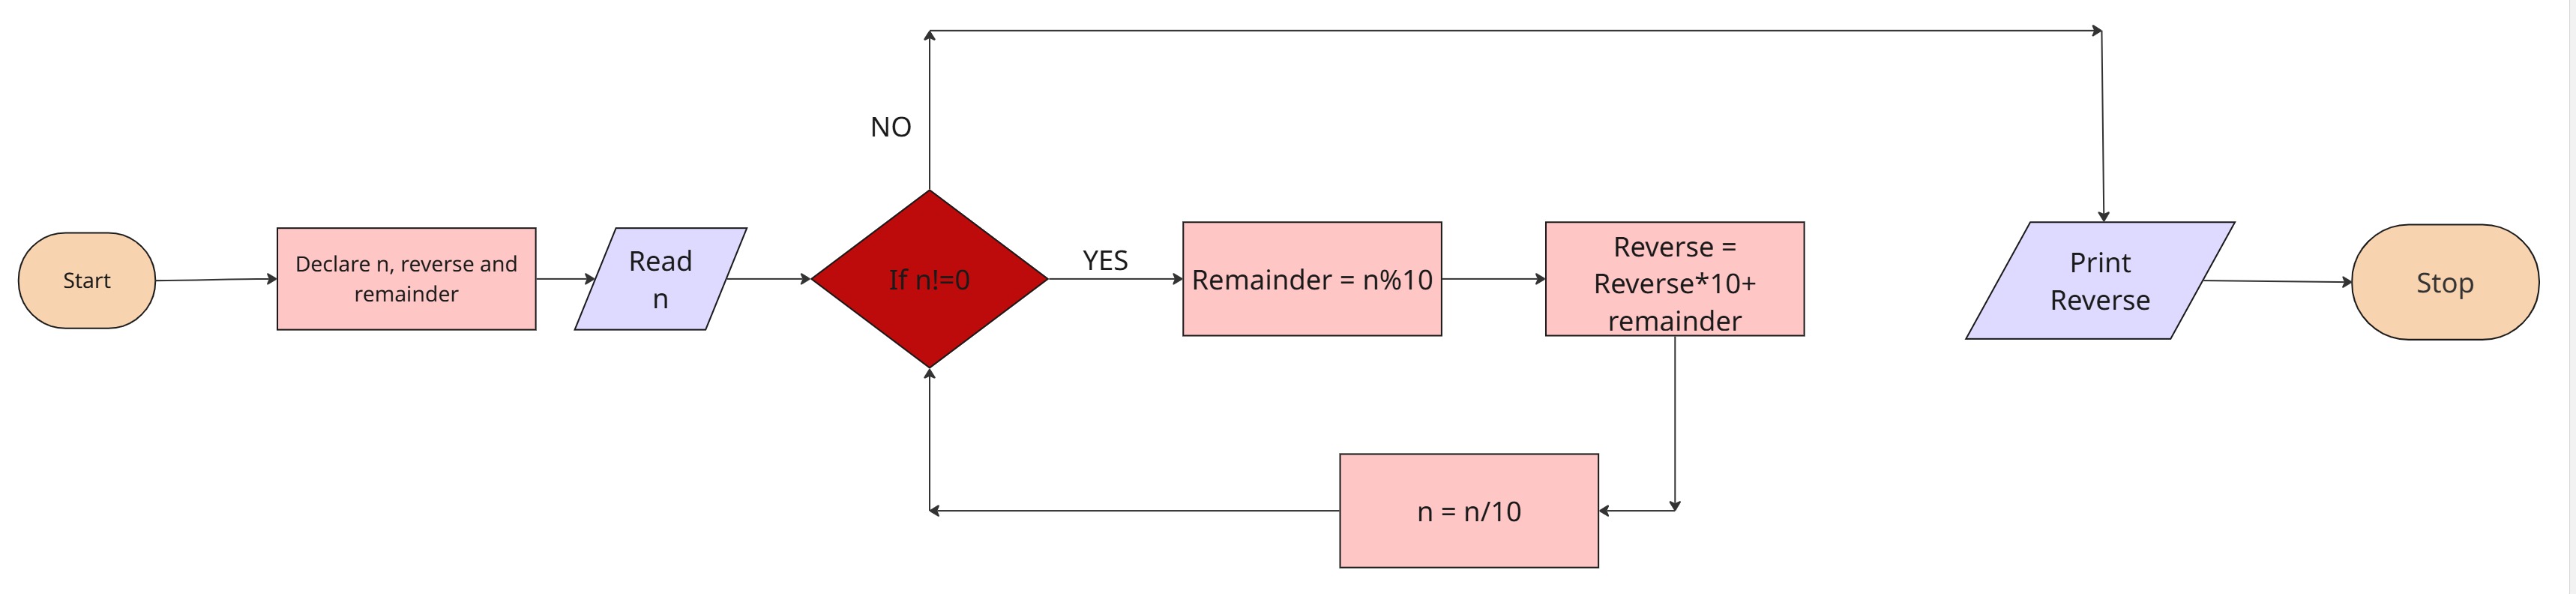 Start
Declare n, reverse and
remainder
Read
n
If n!=0
NO
YES
Remainder = n%10
Reverse =
Reverse*10+
remainder
n = n/10
Print
Reverse
Stop